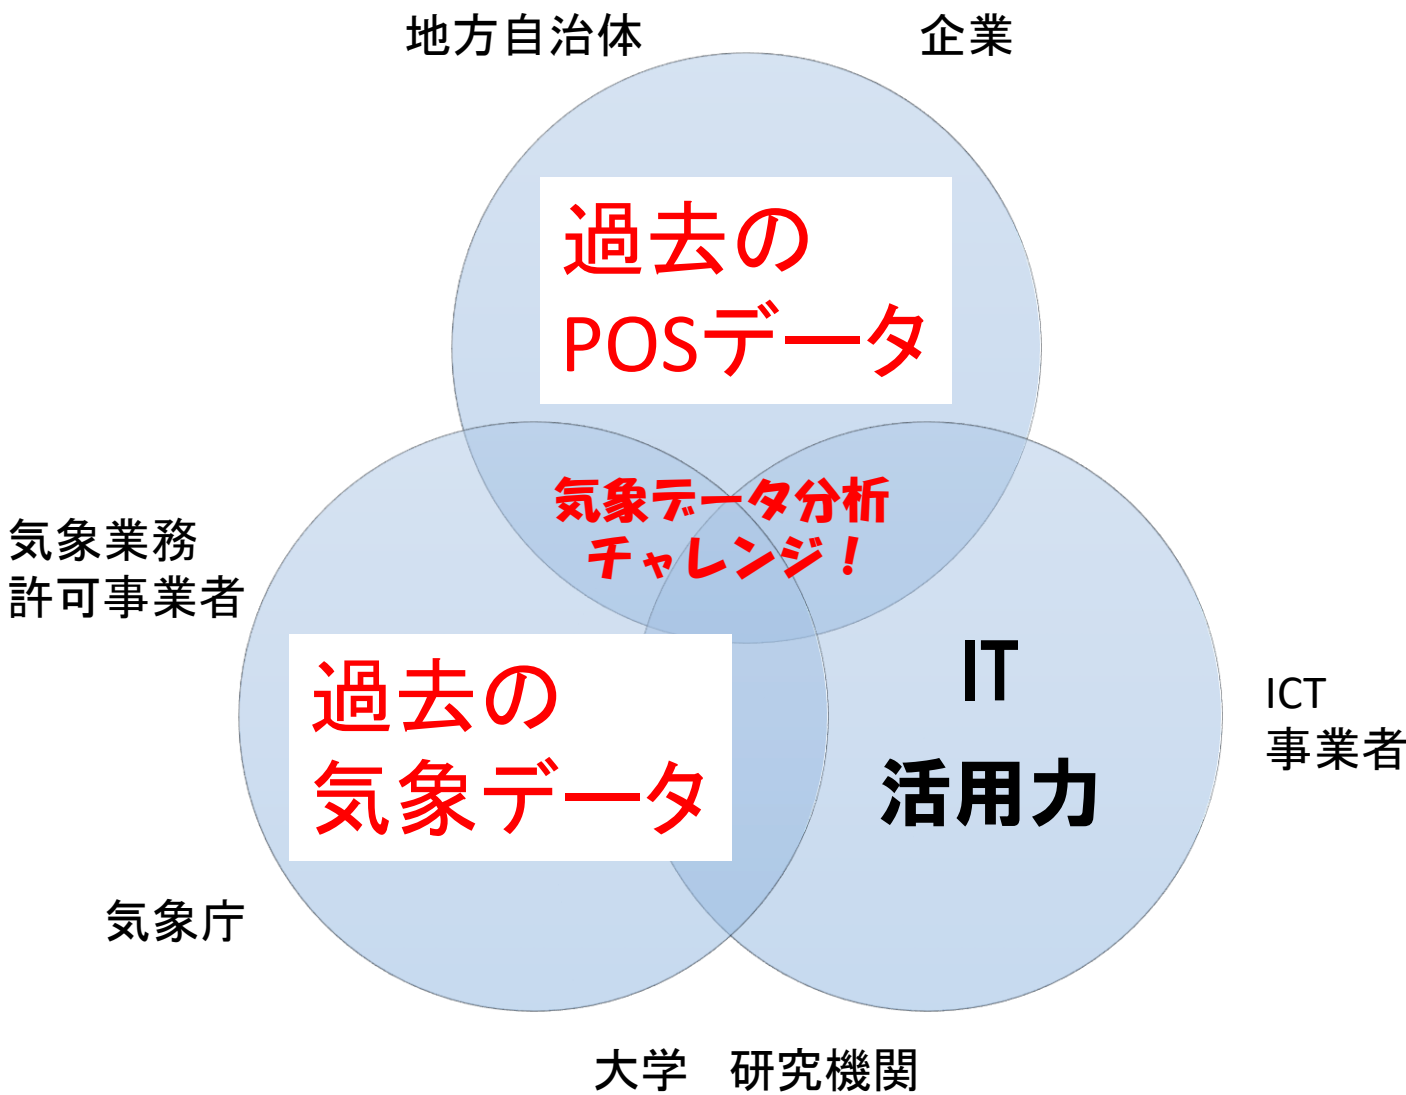 地方自治体
企業
過去の
POSデータ
気象データ分析
チャレンジ！
気象業務
許可事業者
過去の
気象データ
IT
活用力
ICT
事業者
気象庁
大学　研究機関